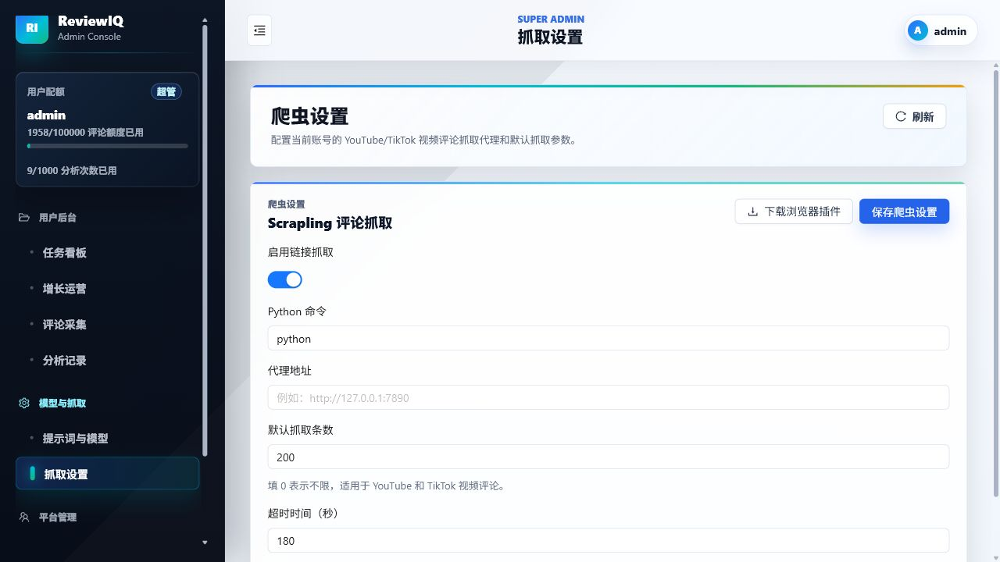 RI
ReviewIQ
Admin Console
用户配额
超管
admin
1958/100000 评论额度已用
9/1000 分析次数已用
用户后台
任务看板
增长运营
评论采集
分析记录
模型与抓取
提示词与模型
抓取设置
平台管理
SUPER ADMIN
抓取设置
A
admin
爬虫设置
配置当前账号的 YouTube/TikTok 视频评论抓取代理和默认抓取参数。
刷新
爬虫设置
Scrapling 评论抓取
下载浏览器插件
保存爬虫设置
启用链接抓取
Python 命令
python
代理地址
例如：http://127.0.0.1:7890
默认抓取条数
200
填 0 表示不限，适用于 YouTube 和 TikTok 视频评论。
超时时间（秒）
180